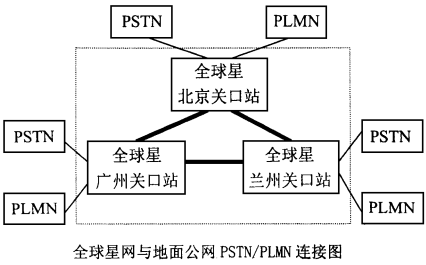 PSTN
PLMN
全球星
北京关口站
PSTN
PLMN
全球星
广州关口站
全球星
兰州关口站
PSTN
PLMN
全球星网与地面公网 PSTN/PLMN 连接图